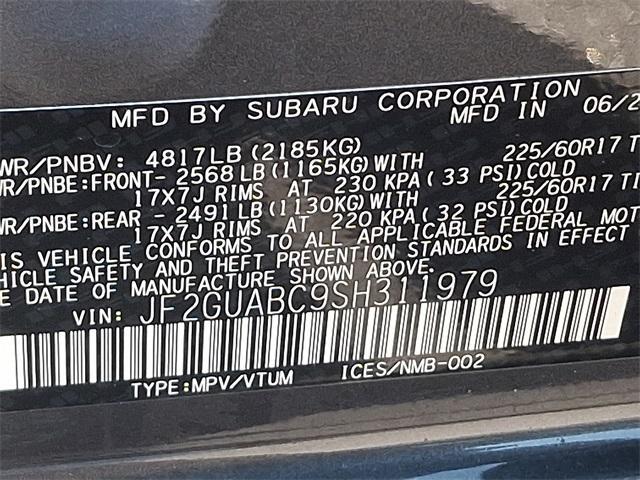 MFD BY SUBARU CORPORATION
MFD IN 06/2
WR/PNBV: 4817LB (2185KG)
WR/PNBE:FRONT- 2568 LB (1165KG) WITH 225/60R17 T
17X7J RIMS AT 230 KPA ( 33 PSI) COLD
WR/PNBE:REAR - 2491 LB (1130KG) WITH 225/60R17 TI
17X7J RIMS AT 220 KPA ( 32 PSI) COLD
IS VEHICLE CONFORMS TO ALL APPLICABLE FEDERAL MOT
HICLE SAFETY AND THEFT PREVENTION STANDARDS IN EFFECT
E DATE OF MANUFACTURE SHOWN ABOVE.
VIN: JF2GUABC9SH311979
TYPE:MPV/VTUM ICES/NMB-002